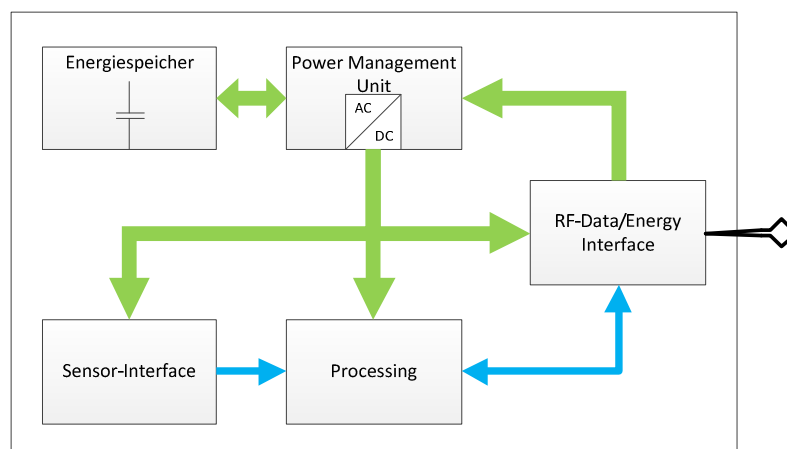 Energiespeicher
Power Management
Unit
AC
DC
RF-Data/Energy
Interface
Sensor-Interface
Processing